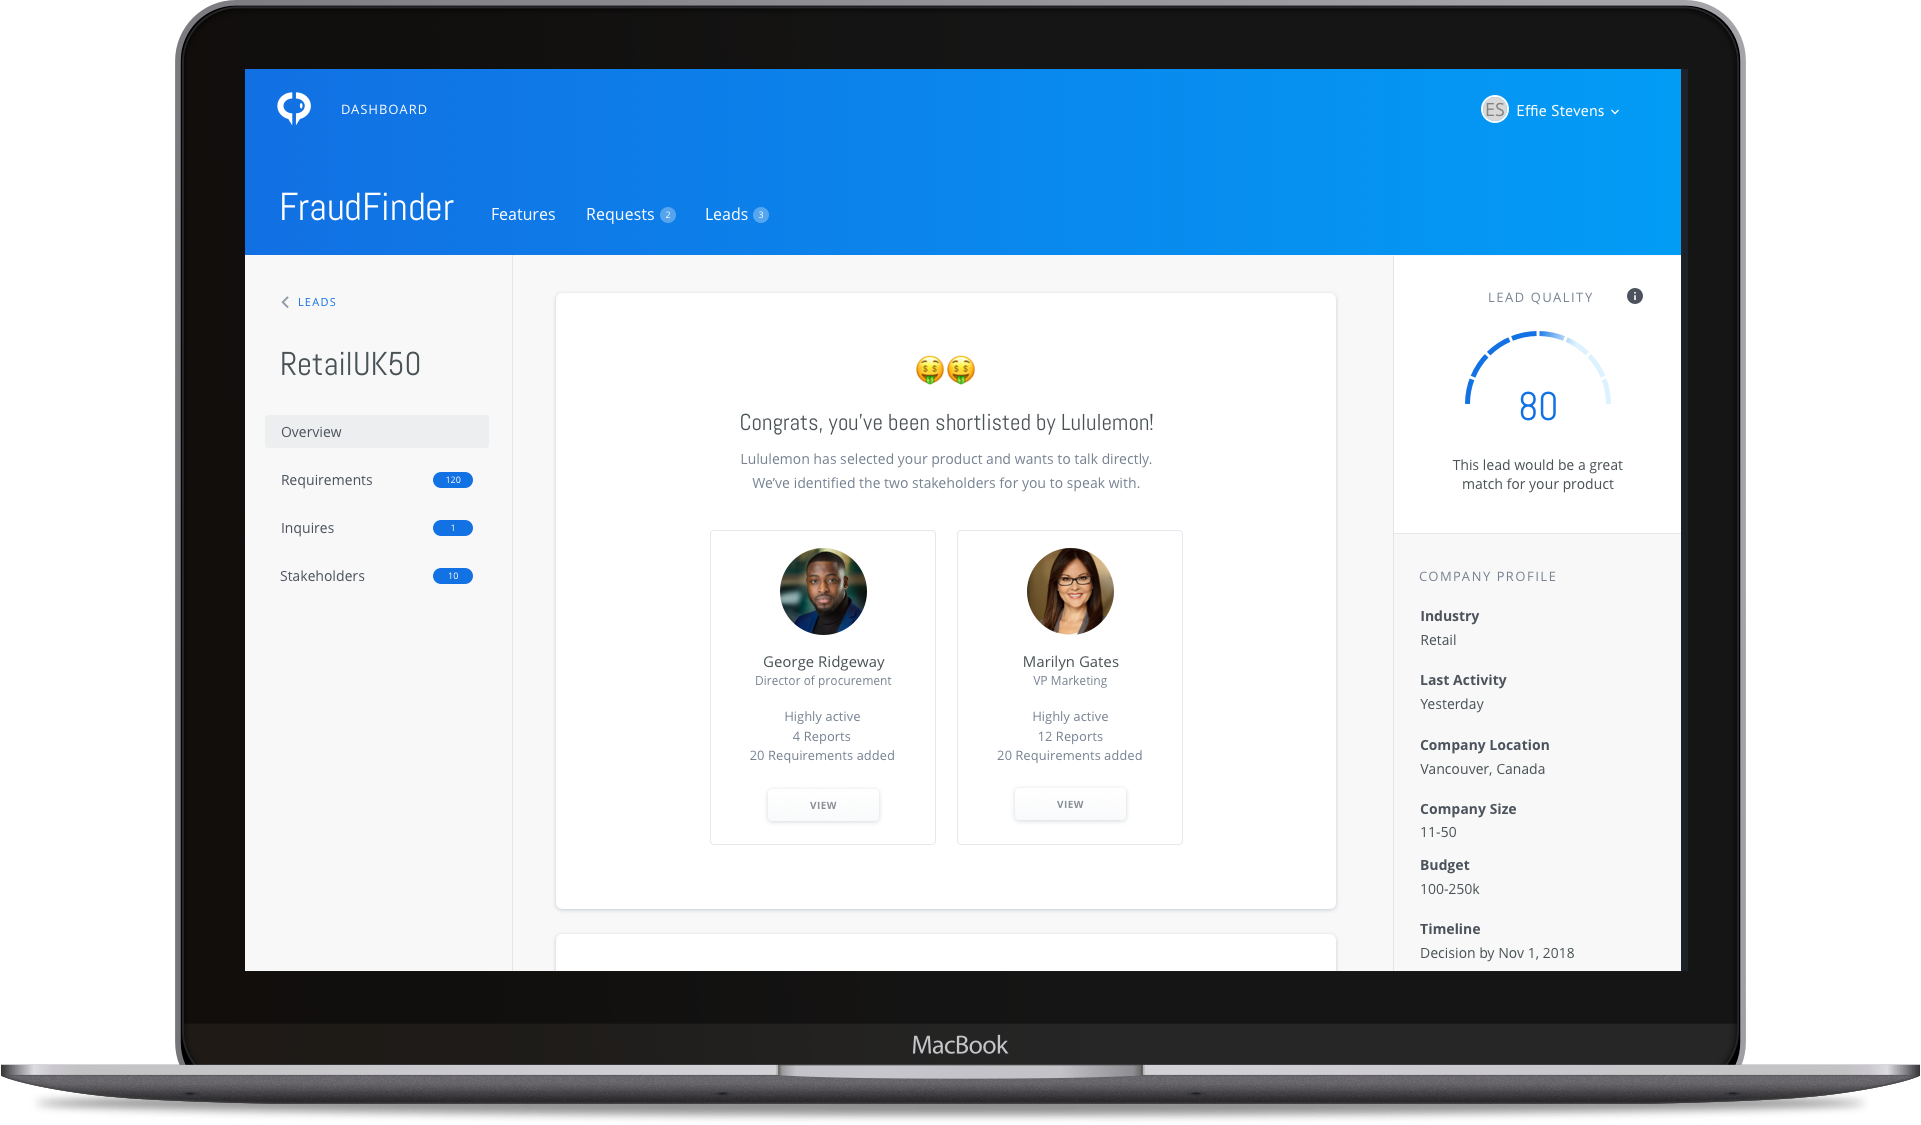 DASHBOARD
ES Effie Stevens
FraudFinder
Features
Requests 2
Leads 3
LEADS
RetailUK50
Overview
Requirements 120
Inquires 1
Stakeholders 10
Congrats, you've been shortlisted by Lululemon!
Lululemon has selected your product and wants to talk directly.
We've identified the two stakeholders for you to speak with.
George Ridgeway
Director of procurement
Highly active
4 Reports
20 Requirements added
VIEW
Marilyn Gates
VP Marketing
Highly active
12 Reports
20 Requirements added
VIEW
LEAD QUALITY
80
This lead would be a great
match for your product
COMPANY PROFILE
Industry
Retail
Last Activity
Yesterday
Company Location
Vancouver, Canada
Company Size
11-50
Budget
100-250k
Timeline
Decision by Nov 1, 2018
MacBook